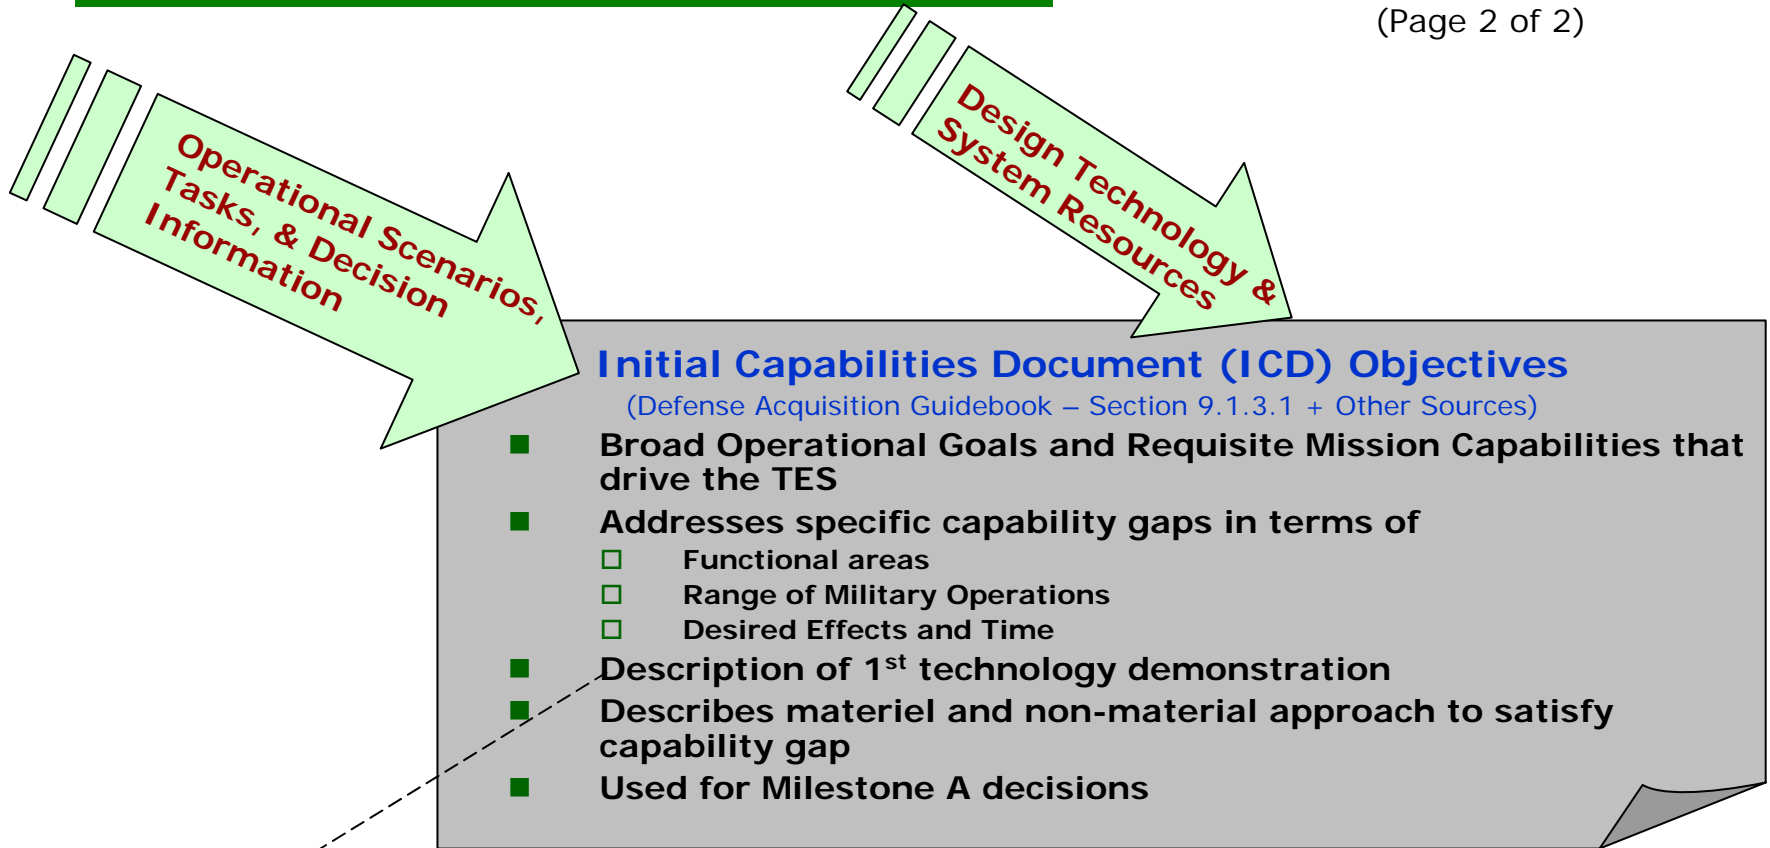 (Page 2 of 2)
Operational Scenarios,
Tasks, & Decision
Information
Design Technology &
System Resources
Initial Capabilities Document (ICD) Objectives
(Defense Acquisition Guidebook – Section 9.1.3.1 + Other Sources)
Broad Operational Goals and Requisite Mission Capabilities that
drive the TES
Addresses specific capability gaps in terms of
Functional areas
Range of Military Operations
Desired Effects and Time
Description of 1st technology demonstration
Describes materiel and non-material approach to satisfy
capability gap
Used for Milestone A decisions